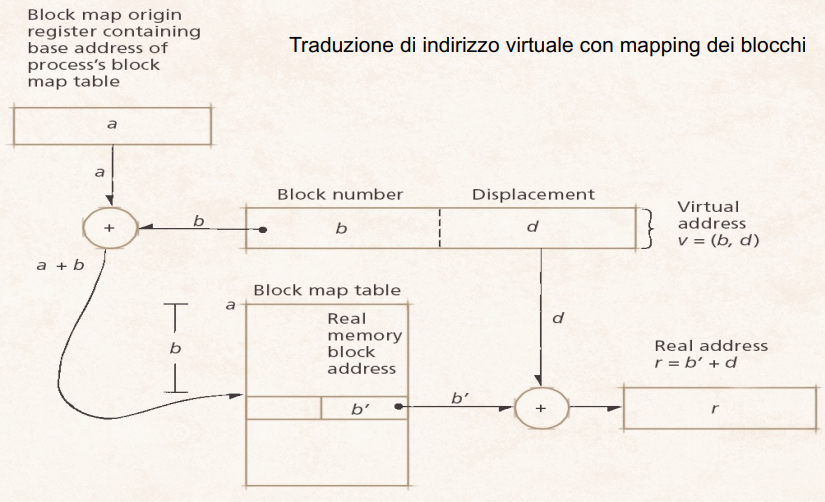 Block map origin
register containing
base address of
process's block
map table
Traduzione di indirizzo virtuale con mapping dei blocchi
a
a
Block number
Displacement
Virtual
address
v = (b, d)
+
b
b
d
a + b
Block map table
a
b
d
Real
memory
block
address
Real address
r = b′ + d
b′
b′
+
r